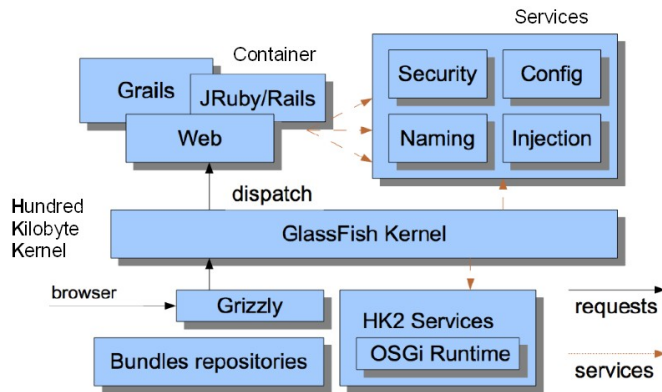 Services
Container
Grails
JRuby/Rails
Web
Security
Config
Naming
Injection
dispatch
Hundred
Kilobyte
Kernel
GlassFish Kernel
browser
Grizzly
HK2 Services
OSGi Runtime
Bundles repositories
requests
services